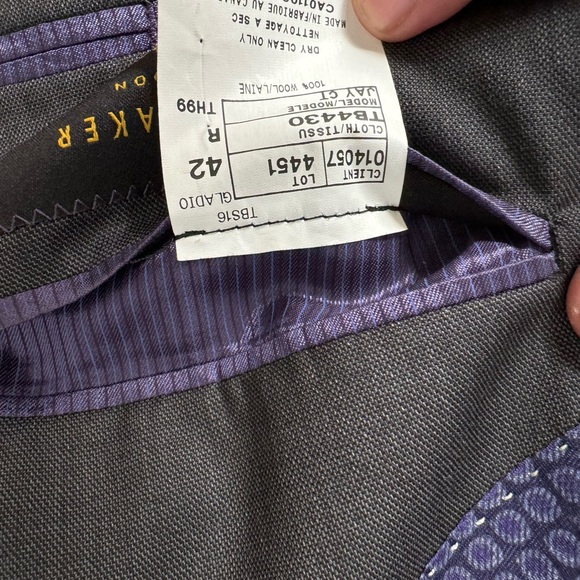 TBS16
GLADIO
CLIENT LOT
014057 4451 42
CLOTH/TISSU
TB4430 R
MODEL/MODELE
JAY CT TH99
100% WOOL/LAINE
DRY CLEAN ONLY
NETTOYAGE A SEC
MADE IN/FABRIQUE AU
AKER
DON